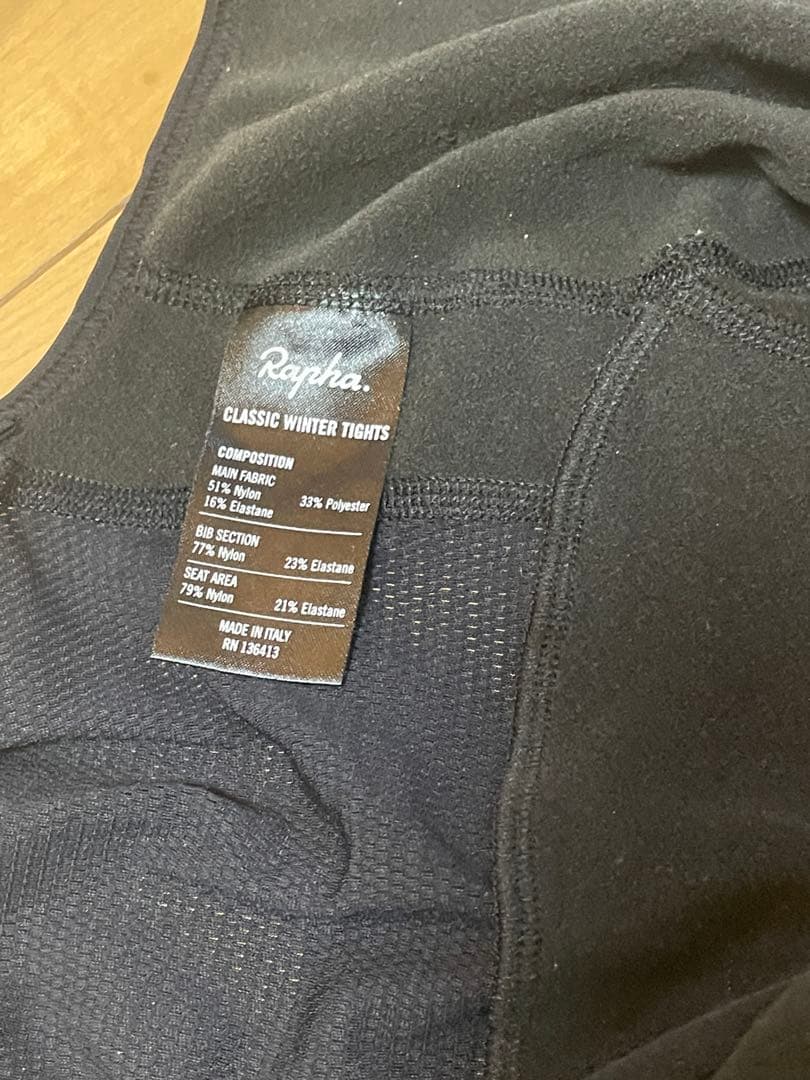 Rapha.
CLASSIC WINTER TIGHTS
COMPOSITION
MAIN FABRIC
51% Nylon 33% Polyester
16% Elastane
BIB SECTION
77% Nylon 23% Elastane
SEAT AREA
79% Nylon 21% Elastane
MADE IN ITALY
RN 136413